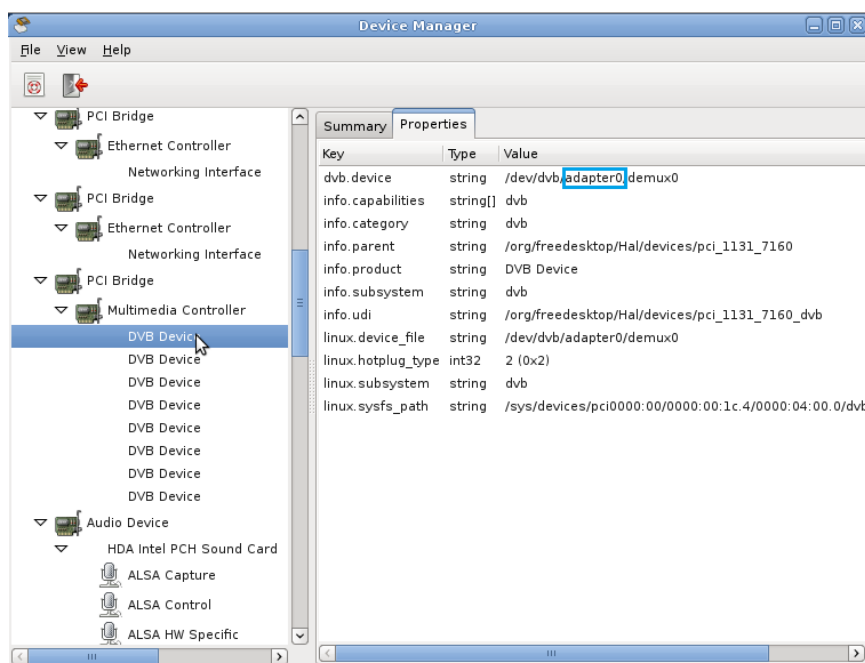 Device Manager
File View Help
PCI Bridge
Ethernet Controller
Networking Interface
PCI Bridge
Ethernet Controller
Networking Interface
PCI Bridge
Multimedia Controller
DVB Device
DVB Device
DVB Device
DVB Device
DVB Device
DVB Device
DVB Device
DVB Device
Audio Device
HDA Intel PCH Sound Card
ALSA Capture
ALSA Control
ALSA HW Specific
Summary Properties
Key Type Value
dvb.device string /dev/dvb/adapter0/demux0
info.capabilities string[] dvb
info.category string dvb
info.parent string /org/freedesktop/Hal/devices/pci_1131_7160
info.product string DVB Device
info.subsystem string dvb
info.udi string /org/freedesktop/Hal/devices/pci_1131_7160_dvb
linux.device_file string /dev/dvb/adapter0/demux0
linux.hotplug_type int32 2 (0x2)
linux.subsystem string dvb
linux.sysfs_path string /sys/devices/pci0000:00/0000:00:1c.4/0000:04:00.0/dvb